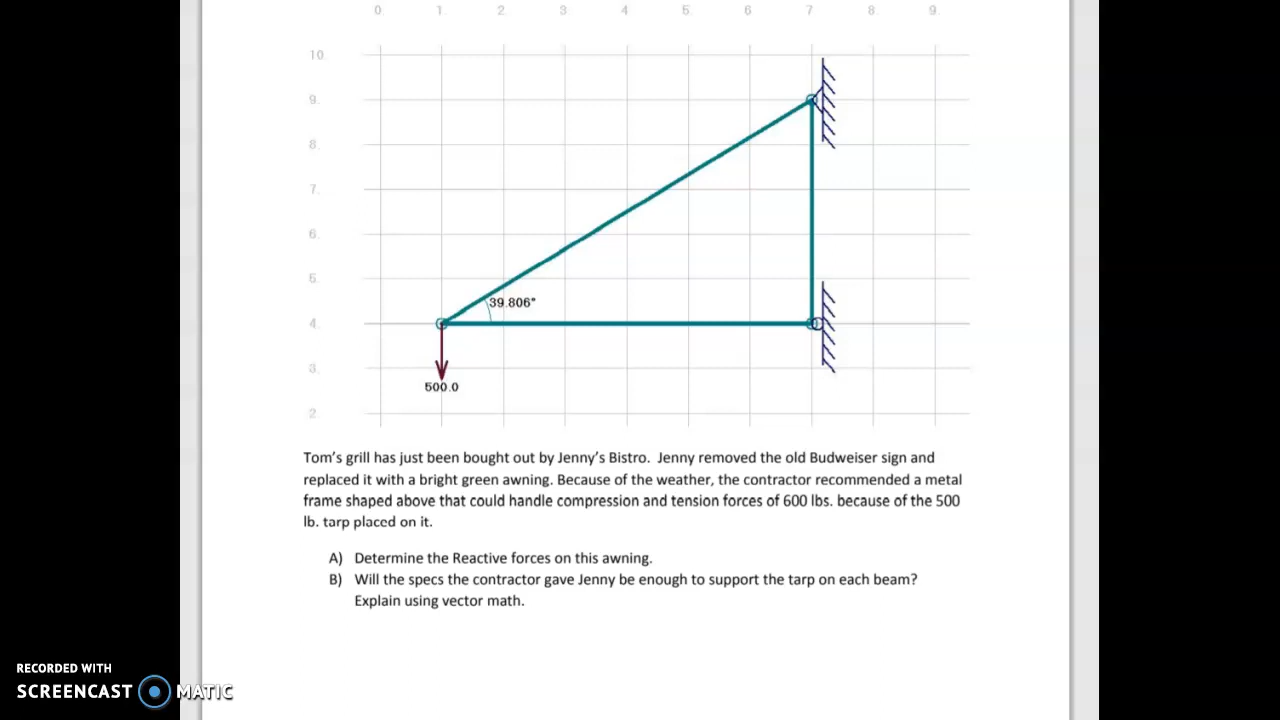 0. 1. 2. 3. 4 5. 6 7 8. 9.
10.
9.
8.
7.
6.
5.
39.806°
4.
3.
500.0
2.
Tom's grill has just been bought out by Jenny's Bistro. Jenny removed the old Budweiser sign and
replaced it with a bright green awning. Because of the weather, the contractor recommended a metal
frame shaped above that could handle compression and tension forces of 600 lbs. because of the 500
lb. tarp placed on it.
A) Determine the Reactive forces on this awning.
B) Will the specs the contractor gave Jenny be enough to support the tarp on each beam?
Explain using vector math.
RECORDED WITH
SCREENCAST MATIC